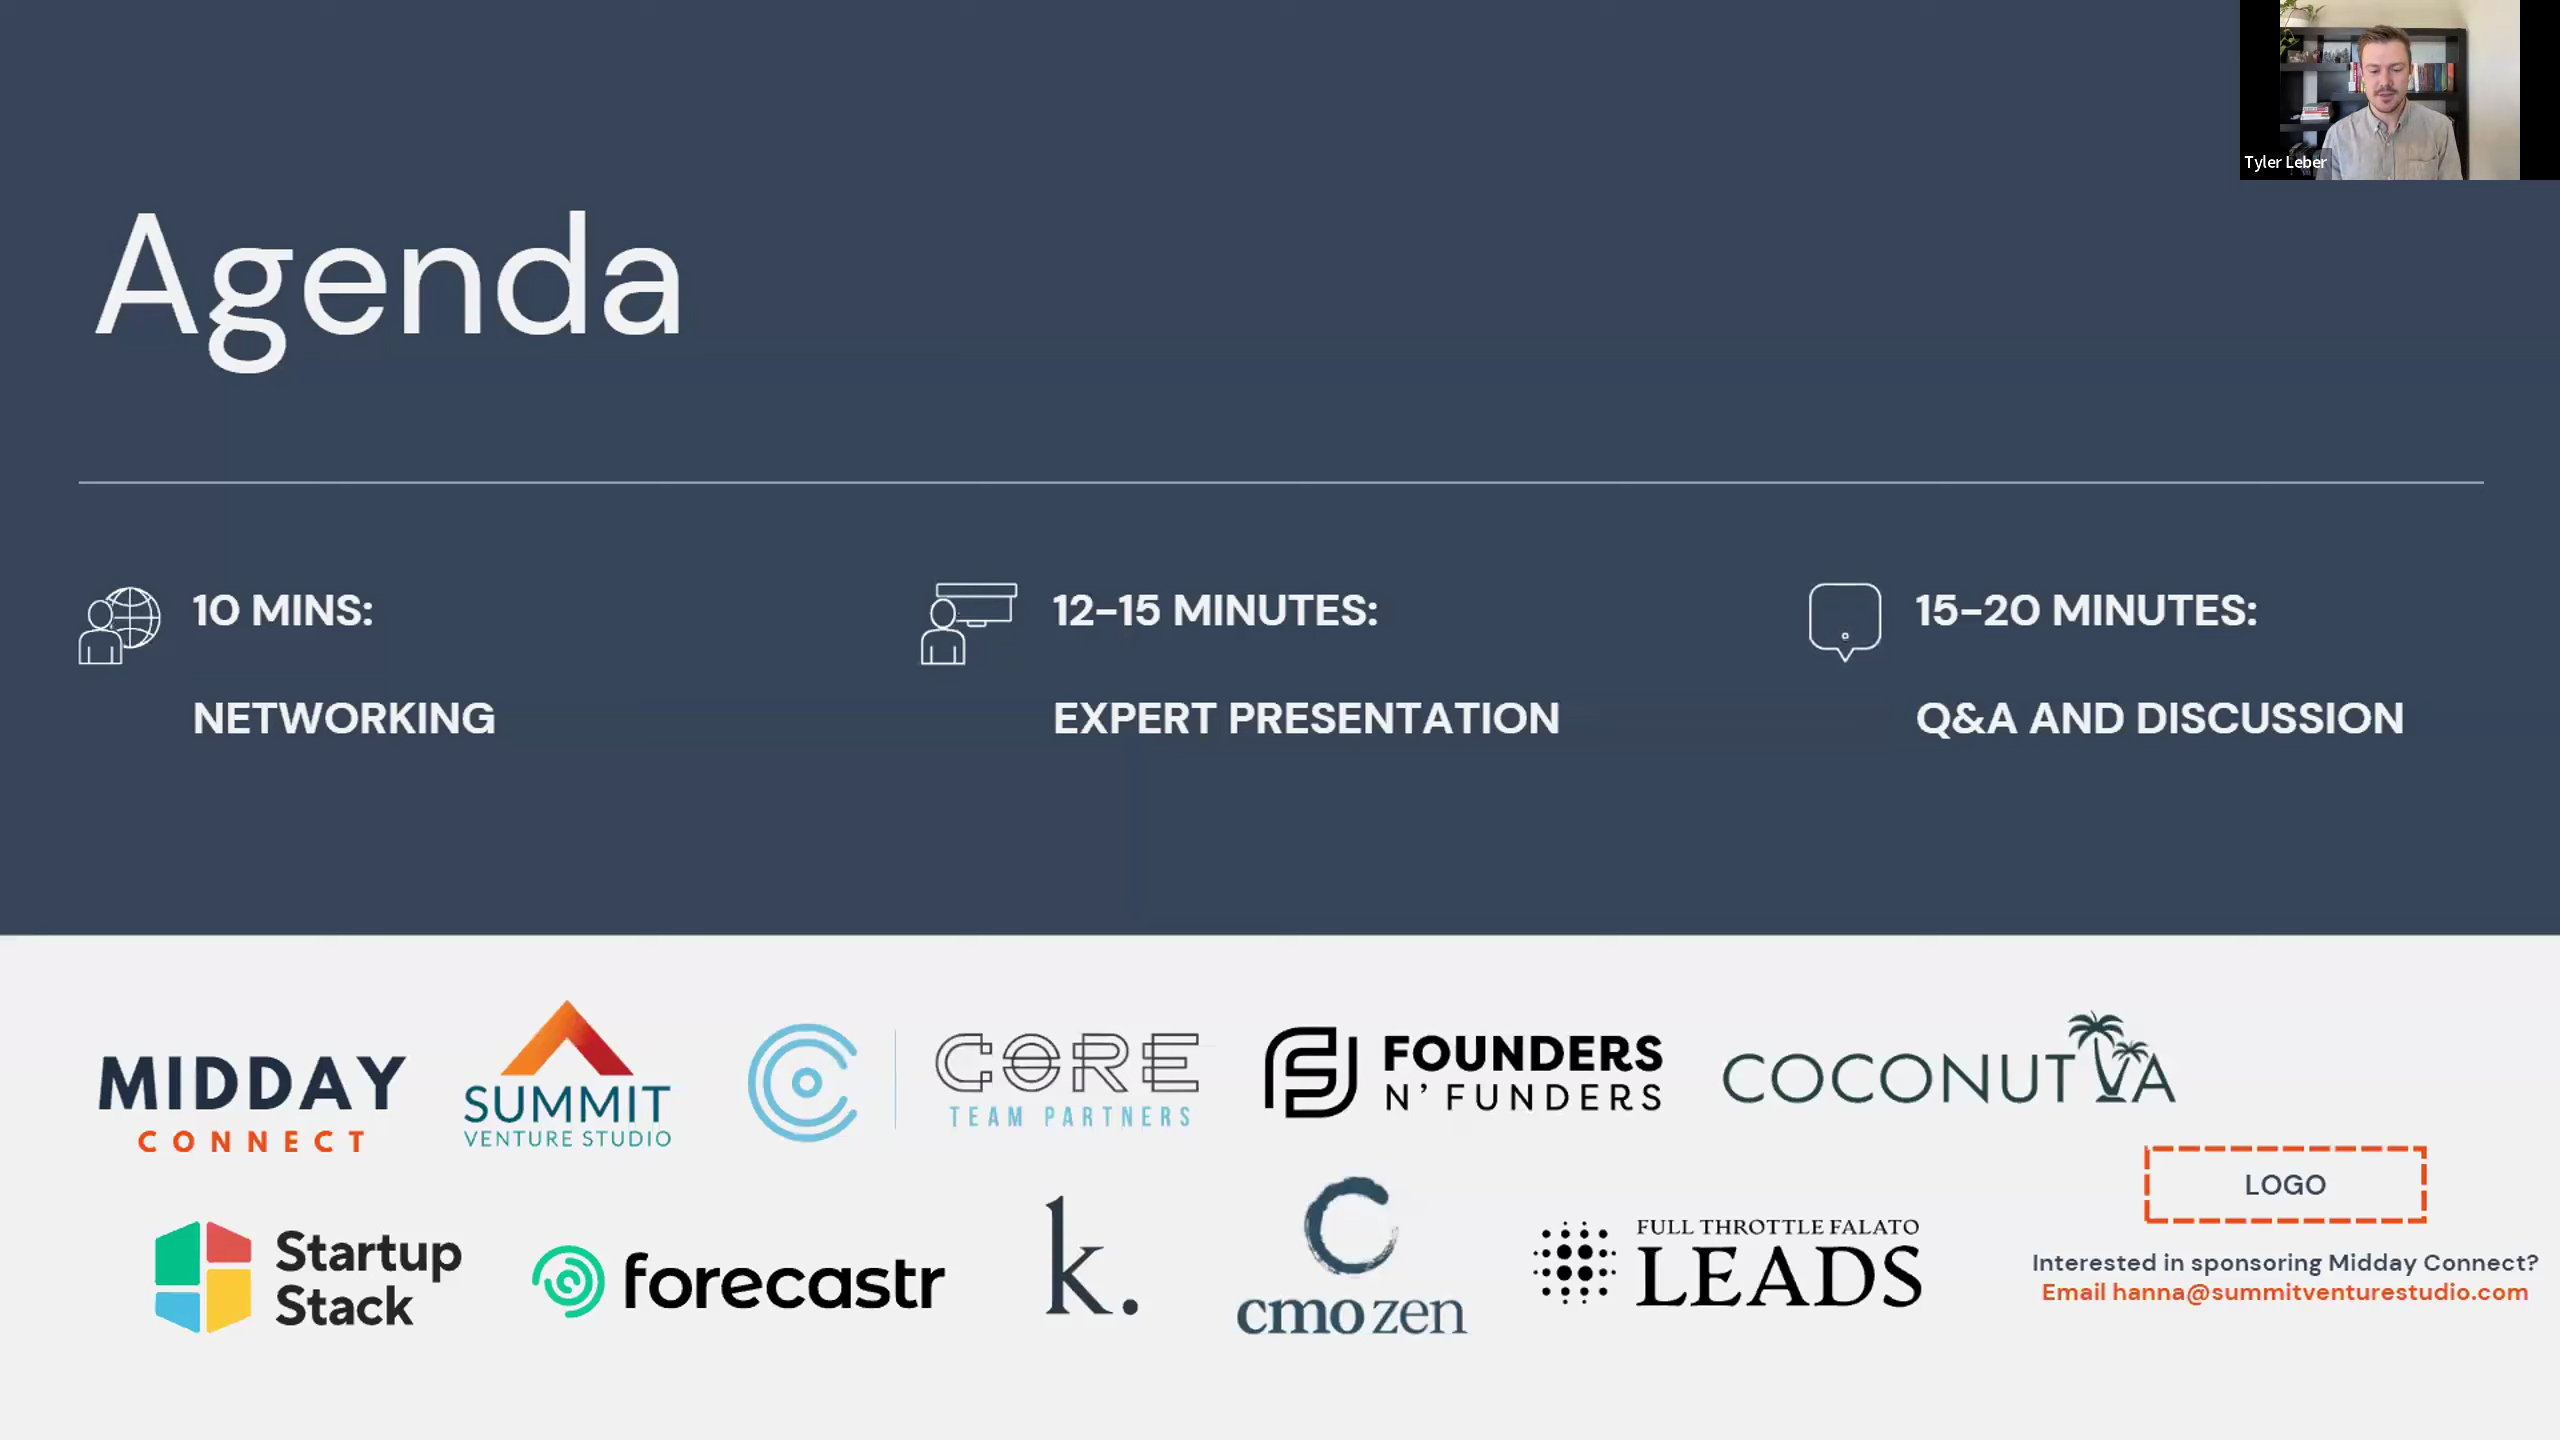 Tyler Leber
Agenda
10 MINS:
NETWORKING
12-15 MINUTES:
EXPERT PRESENTATION
15-20 MINUTES:
Q&A AND DISCUSSION
MIDDAY
CONNECT
SUMMIT
VENTURE STUDIO
CORE
TEAM PARTNERS
FOUNDERS
N' FUNDERS
COCONUT VA
Startup
Stack
forecastr
k.
cmo zen
FULL THROTTLE FALATO
LEADS
LOGO
Interested in sponsoring Midday Connect?
Email hanna@summitventurestudio.com